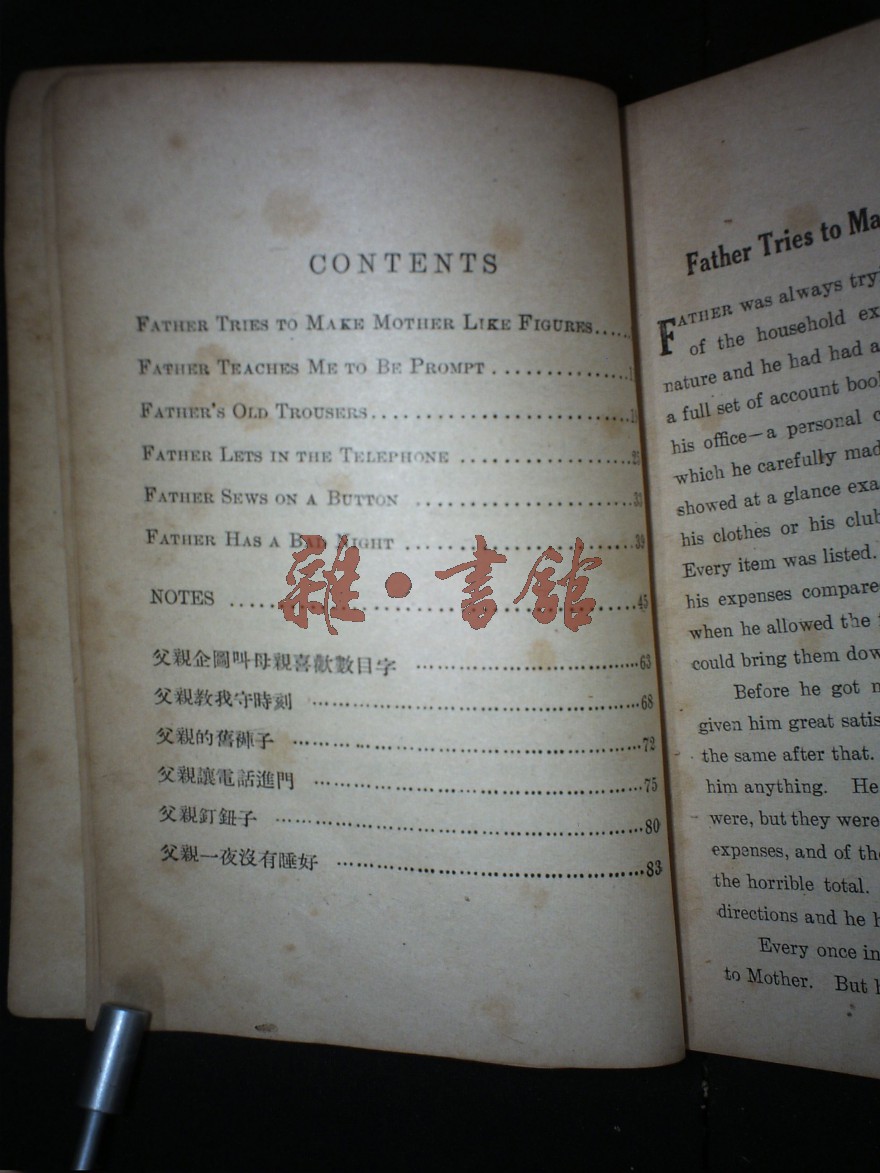 CONTENTS
FATHER TRIES TO MAKE MOTHER LIKE FIGURES.....
FATHER TEACHES ME TO BE PROMPT ..............
FATHER'S OLD TROUSERS..........................
FATHER LETS IN THE TELEPHONE .................. 25
FATHER SEWS ON A BUTTON ....................... 33
FATHER HAS A BAD NIGHT ........................ 39
NOTES ........................................45
父親企圖叫母親喜歡數目字 ........................63
父親教我守時刻 ...................................68
父親的舊褲子 .....................................72
父親讓電話進門 ...................................75
父親釘鈕子 .......................................80
父親一夜沒有睡好 .................................83
雜·書館
Father Tries to Ma
FATHER was always try
of the household ex
nature and he had had a
a full set of account boo
his office—a personal c
which he carefully mad
showed at a glance exa
his clothes or his clu
Every item was listed.
his expenses compare
when he allowed the
could bring them dow
Before he got
given him great satis
the same after that.
him anything. He
were, but they were
expenses, and of the
the horrible total.
directions and he
Every once in
to Mother. But